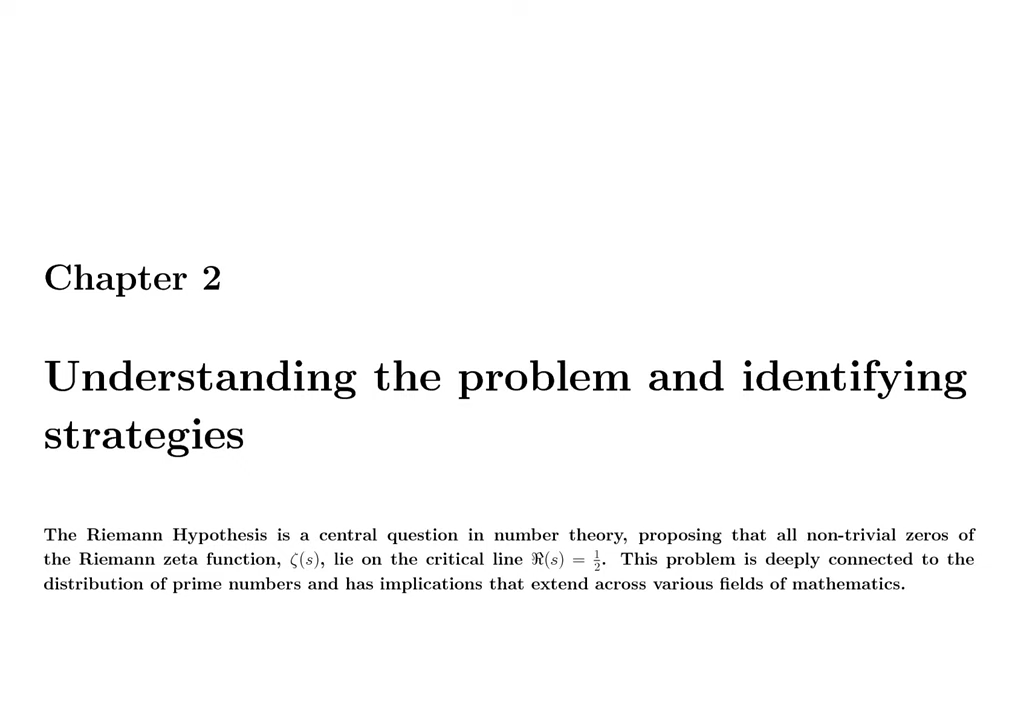 Chapter 2
Understanding the problem and identifying
strategies
The Riemann Hypothesis is a central question in number theory, proposing that all non-trivial zeros of
the Riemann zeta function, ζ(s), lie on the critical line ℜ(s) = 1/2. This problem is deeply connected to the
distribution of prime numbers and has implications that extend across various fields of mathematics.